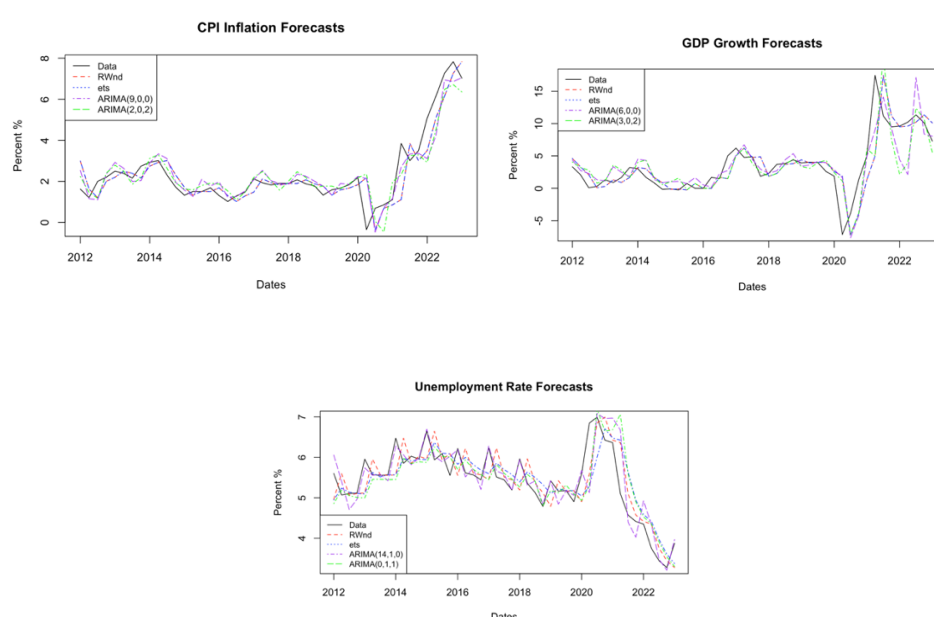 CPI Inflation Forecasts
Percent %
8
6
4
2
0
Data
RWnd
ets
ARIMA(9,0,0)
ARIMA(2,0,2)
2012 2014 2016 2018 2020 2022
Dates
GDP Growth Forecasts
Percent %
15
10
5
0
-5
Data
RWnd
ets
ARIMA(6,0,0)
ARIMA(3,0,2)
2012 2014 2016 2018 2020 2022
Dates
Unemployment Rate Forecasts
Percent %
7
6
5
4
Data
RWnd
ets
ARIMA(14,1,0)
ARIMA(0,1,1)
2012 2014 2016 2018 2020 2022
Dates